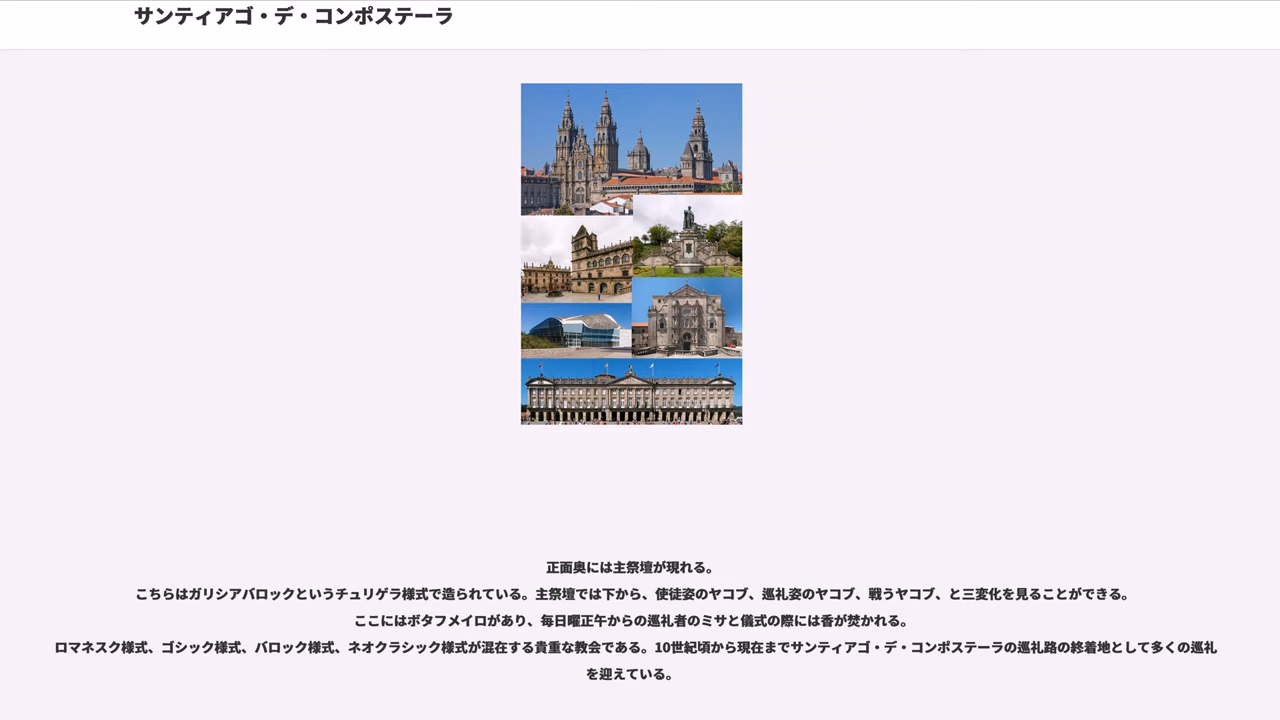 サンティアゴ・デ・コンポステーラ
正面奥には主祭壇が現れる。
こちらはガリシアバロックというチュリゲラ様式で造られている。主祭壇では下から、使徒姿のヤコブ、巡礼姿のヤコブ、戦うヤコブ、と三変化を見ることができる。
ここにはボタフメイロがあり、毎日曜正午からの巡礼者のミサと儀式の際には香が焚かれる。
ロマネスク様式、ゴシック様式、バロック様式、ネオクラシック様式が混在する貴重な教会である。10世紀頃から現在までサンティアゴ・デ・コンポステーラの巡礼路の終着地として多くの巡礼
を迎えている。